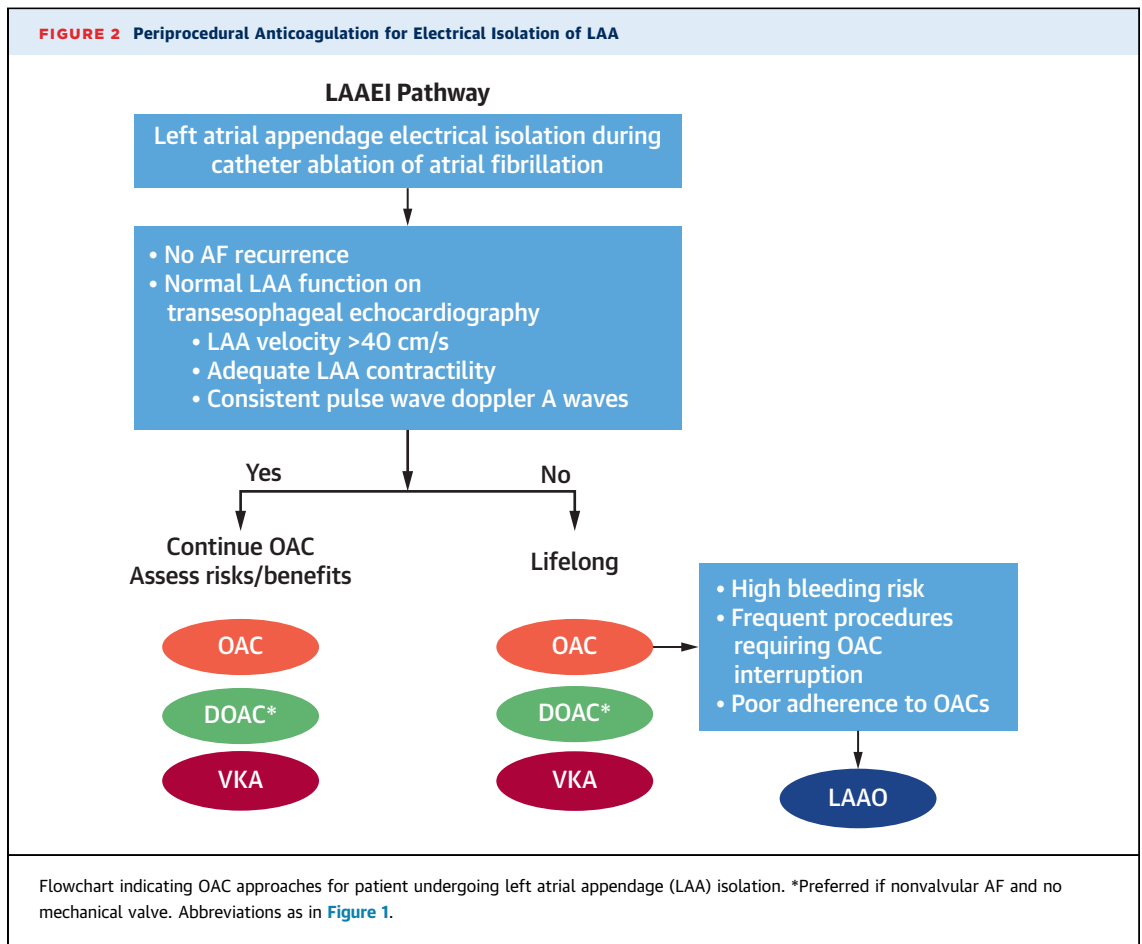 FIGURE 2 Periprocedural Anticoagulation for Electrical Isolation of LAA
LAAEI Pathway
Left atrial appendage electrical isolation during
catheter ablation of atrial fibrillation
• No AF recurrence
• Normal LAA function on
transesophageal echocardiography
• LAA velocity >40 cm/s
• Adequate LAA contractility
• Consistent pulse wave doppler A waves
Yes
No
Continue OAC
Assess risks/benefits
OAC
DOAC*
VKA
Lifelong
OAC
DOAC*
VKA
• High bleeding risk
• Frequent procedures
requiring OAC
interruption
• Poor adherence to OACs
LAAO
Flowchart indicating OAC approaches for patient undergoing left atrial appendage (LAA) isolation. *Preferred if nonvalvular AF and no
mechanical valve. Abbreviations as in Figure 1.